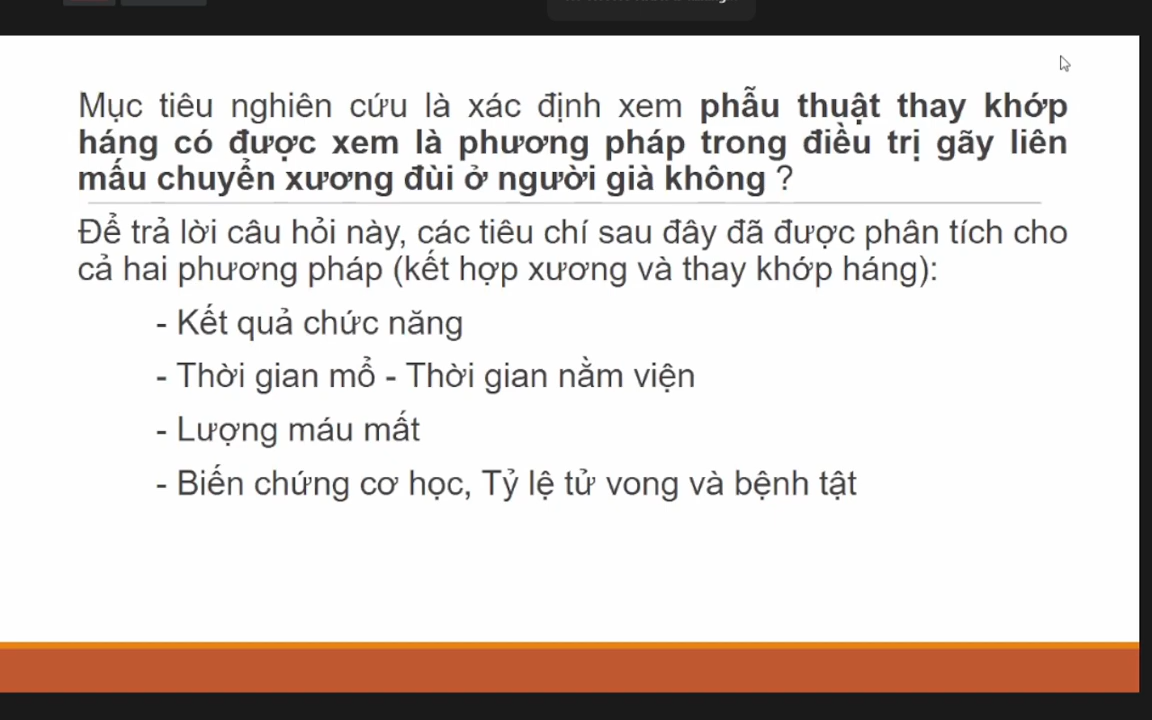 Mục tiêu nghiên cứu là xác định xem phẫu thuật thay khớp
háng có được xem là phương pháp trong điều trị gãy liên
mấu chuyển xương đùi ở người già không ?
Để trả lời câu hỏi này, các tiêu chí sau đây đã được phân tích cho
cả hai phương pháp (kết hợp xương và thay khớp háng):
- Kết quả chức năng
- Thời gian mổ - Thời gian nằm viện
- Lượng máu mất
- Biến chứng cơ học, Tỷ lệ tử vong và bệnh tật